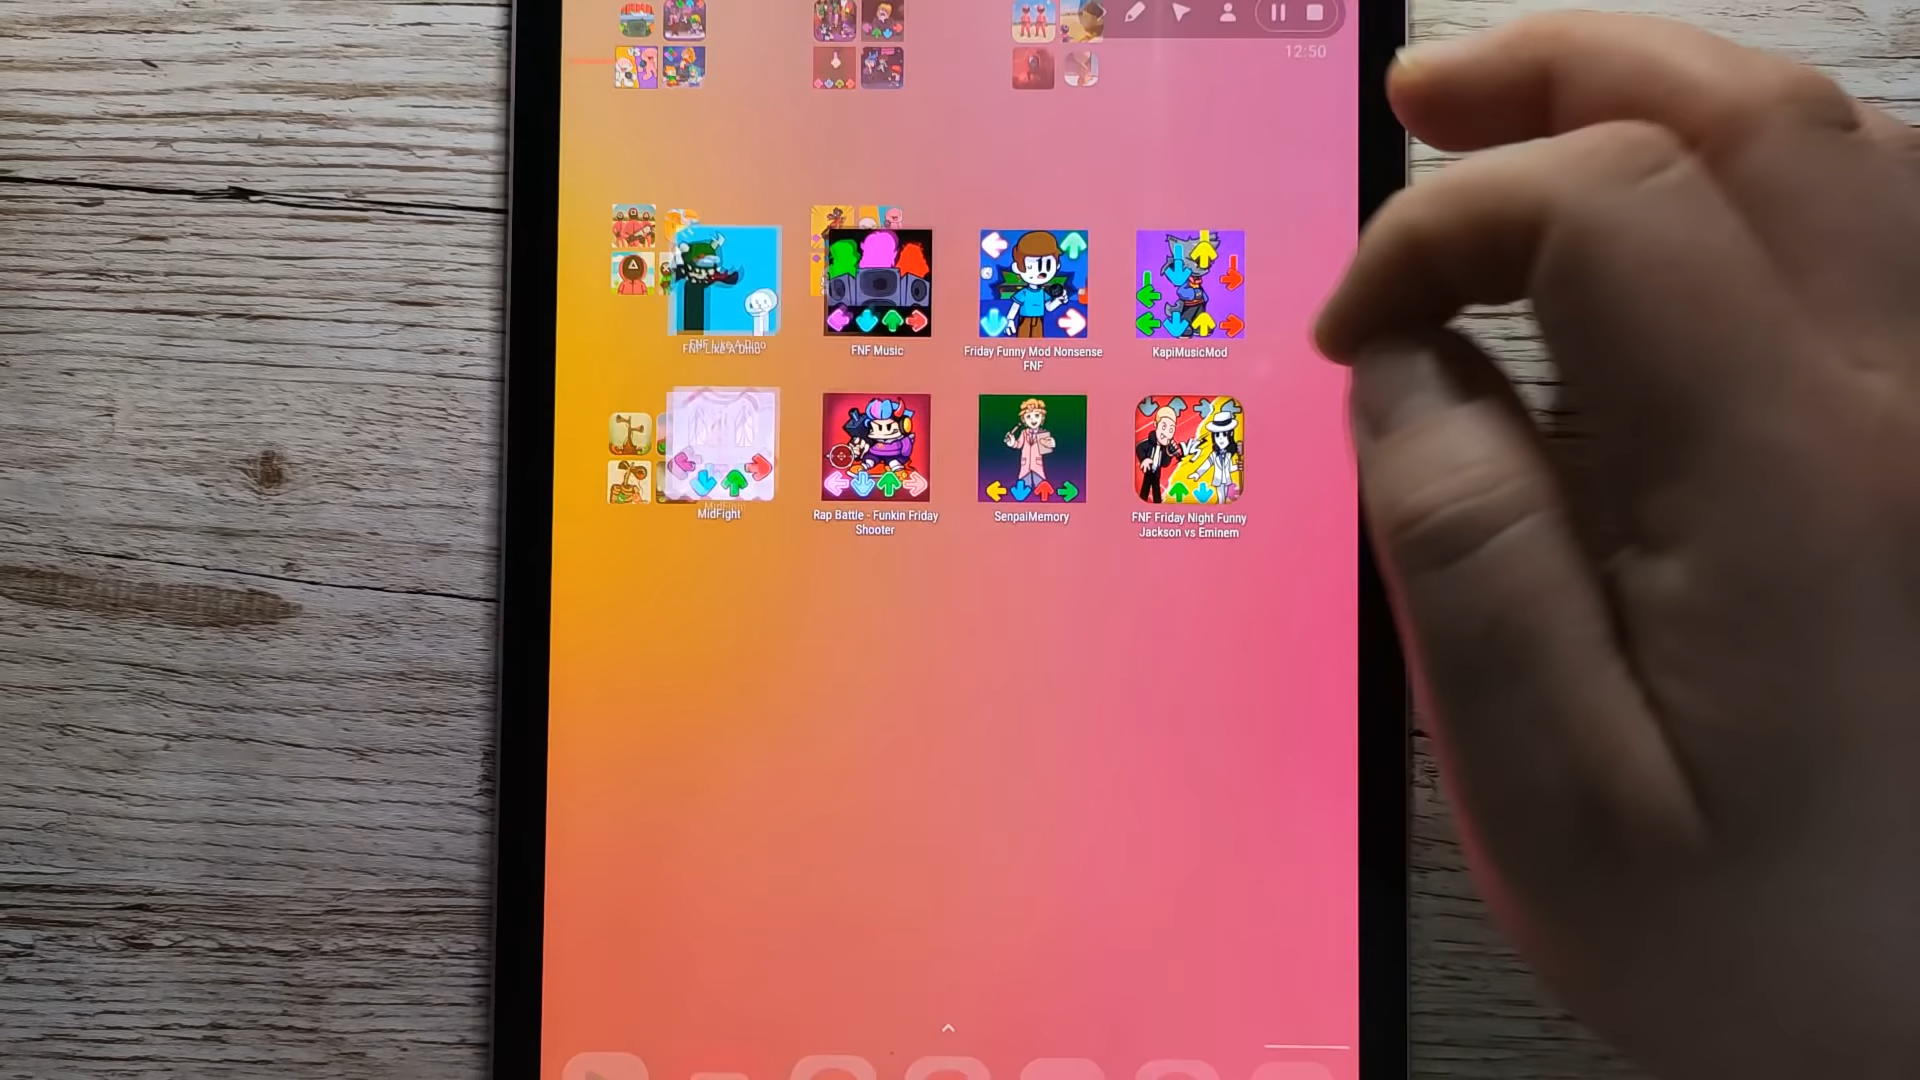 12:50
FNF Like A Dino
FNF Music
Friday Funny Mod Nonsense
FNF
KapiMusicMod
MidFight
Rap Battle - Funkin Friday
Shooter
SenpaiMemory
FNF Friday Night Funny
Jackson vs Eminem
VS